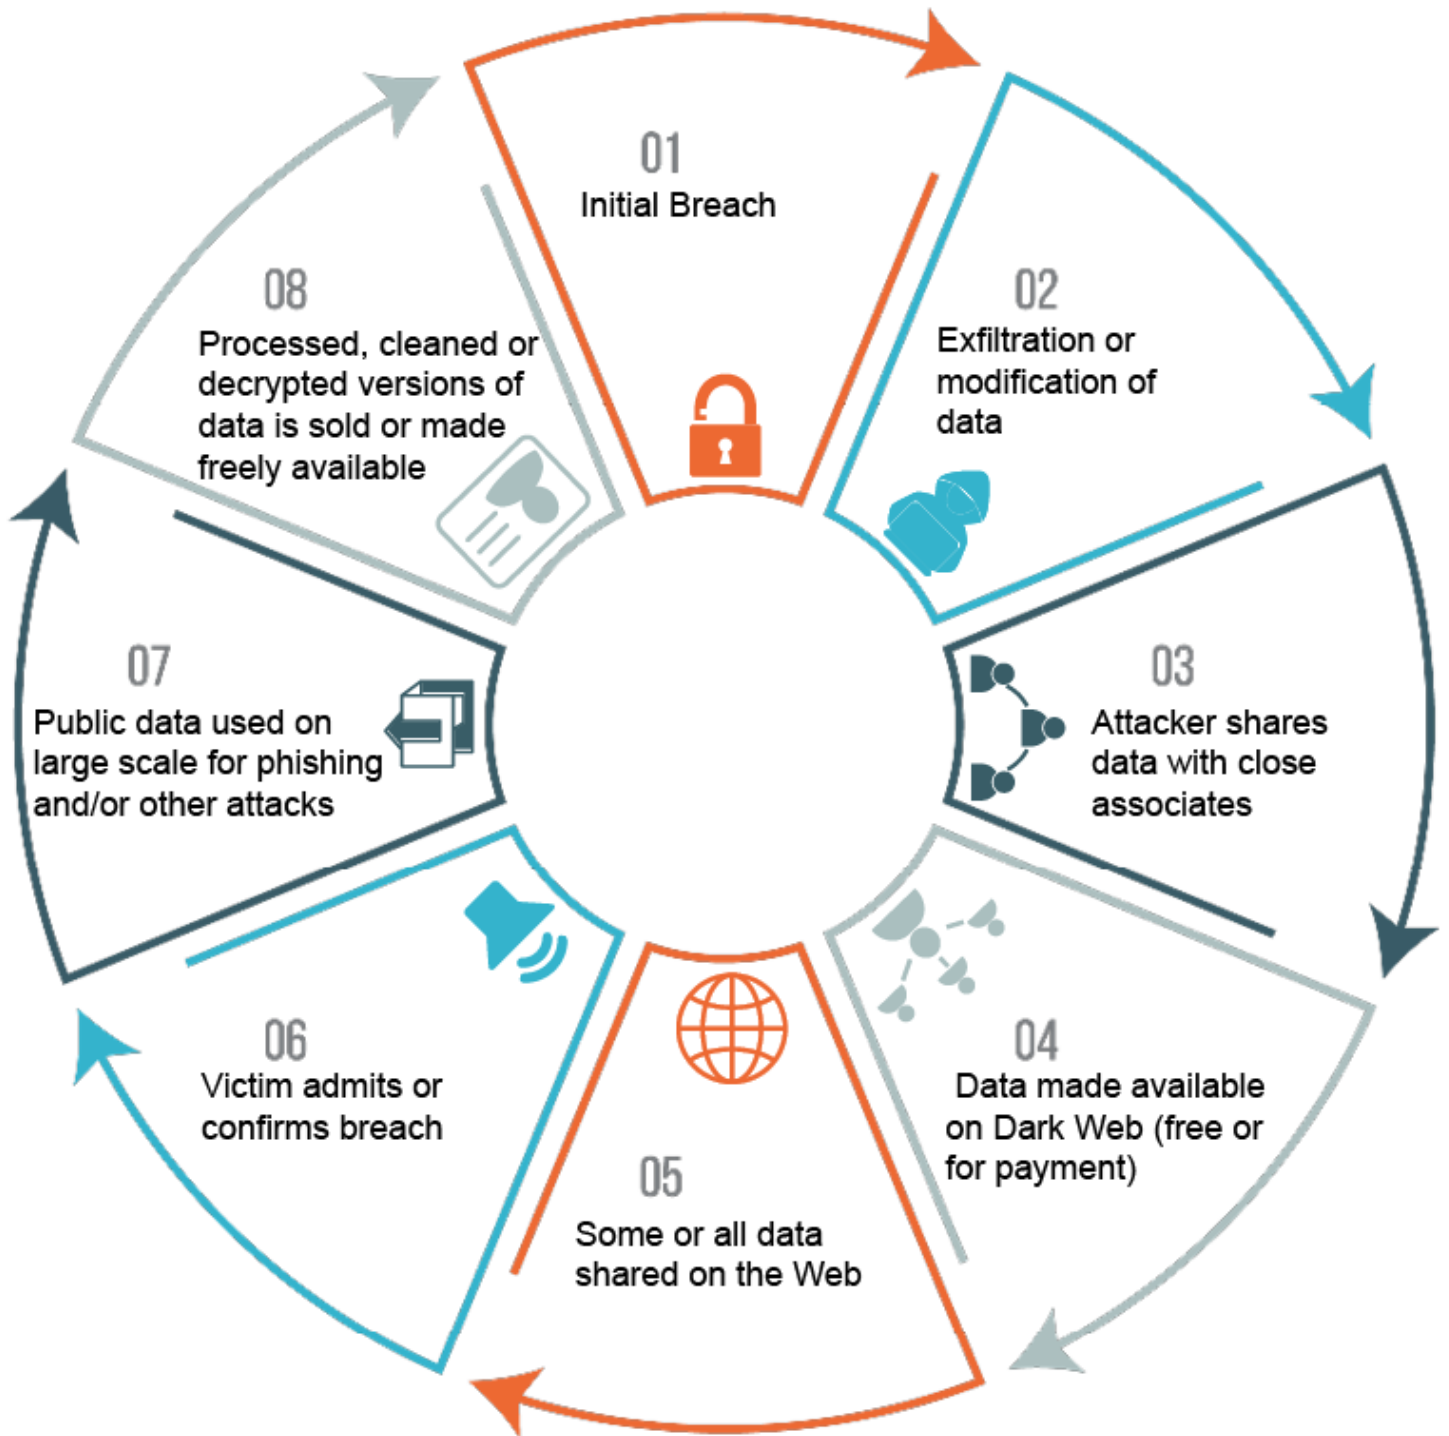 01
Initial Breach
02
Exfiltration or
modification of
data
03
Attacker shares
data with close
associates
04
Data made available
on Dark Web (free or
for payment)
05
Some or all data
shared on the Web
06
Victim admits or
confirms breach
07
Public data used on
large scale for phishing
and/or other attacks
08
Processed, cleaned or
decrypted versions of
data is sold or made
freely available